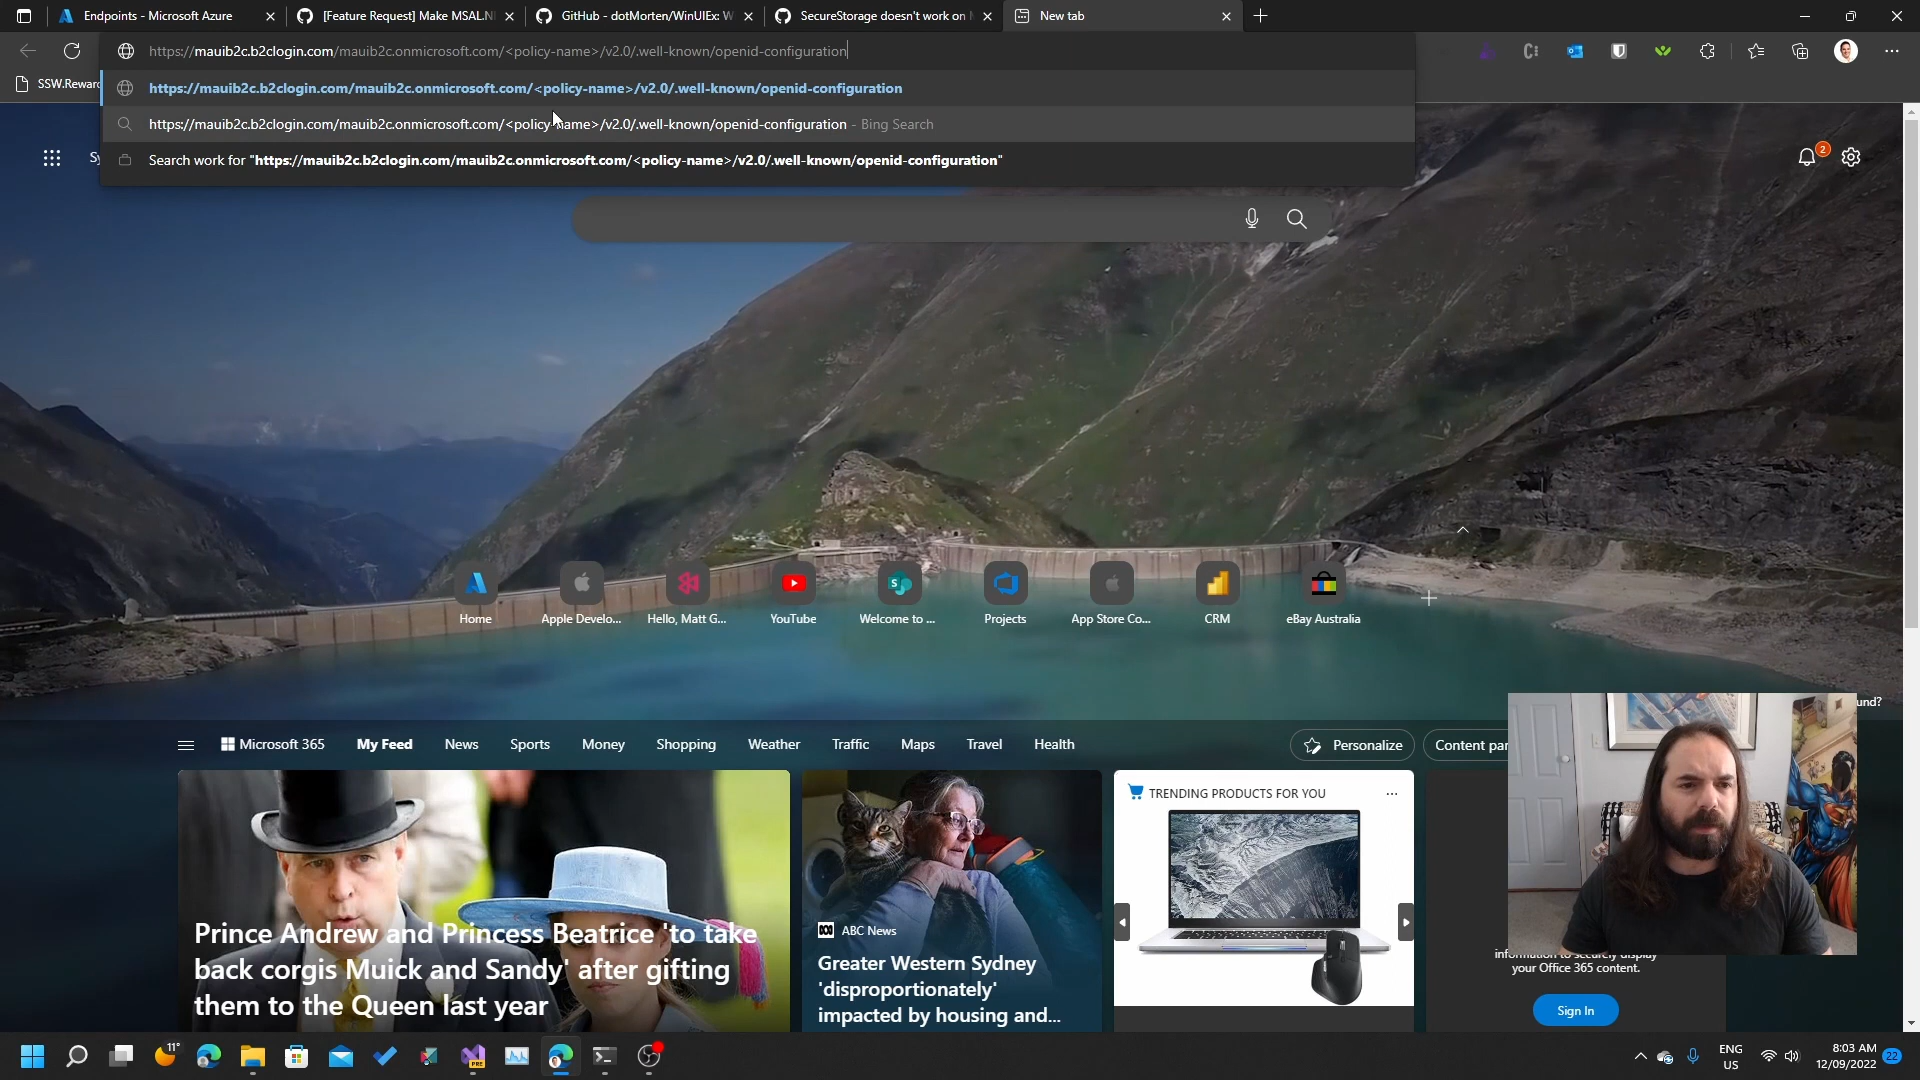 Endpoints - Microsoft Azure
[Feature Request] Make MSAL.N
GitHub - dotMorten/WinUIEx: W
SecureStorage doesn't work on
New tab
https://mauib2c.b2clogin.com/mauib2c.onmicrosoft.com/<policy-name>/v2.0/.well-known/openid-configuration
SSW.Rewar
https://mauib2c.b2clogin.com/mauib2c.onmicrosoft.com/<policy-name>/v2.0/.well-known/openid-configuration
https://mauib2c.b2clogin.com/mauib2c.onmicrosoft.com/<policy-name>/v2.0/.well-known/openid-configuration - Bing Search
Search work for "https://mauib2c.b2clogin.com/mauib2c.onmicrosoft.com/<policy-name>/v2.0/.well-known/openid-configuration"
2
Home
Apple Develo...
Hello, Matt G...
YouTube
Welcome to ...
Projects
App Store Co...
CRM
eBay Australia
und?
Microsoft 365
My Feed
News
Sports
Money
Shopping
Weather
Traffic
Maps
Travel
Health
Personalize
Content par
Prince Andrew and Princess Beatrice 'to take
back corgis Muick and Sandy' after gifting
them to the Queen last year
ABC News
Greater Western Sydney
'disproportionately'
impacted by housing and...
TRENDING PRODUCTS FOR YOU
information to securely display
your Office 365 content.
Sign In
11°
PRE
ENG
US
8:03 AM
12/09/2022
22